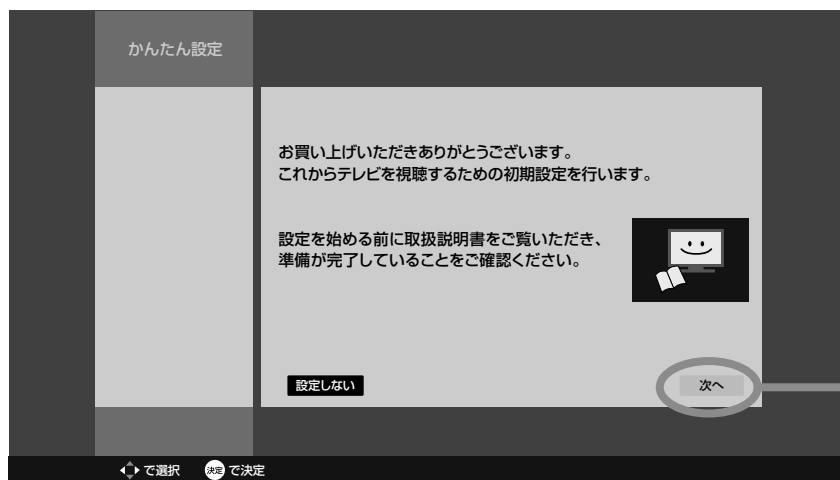 かんたん設定
お買い上げいただきありがとうございます。
これからテレビを視聴するための初期設定を行います。
設定を始める前に取扱説明書をご覧いただき、
準備が完了していることをご確認ください。
設定しない
次へ
で選択 決定 で決定